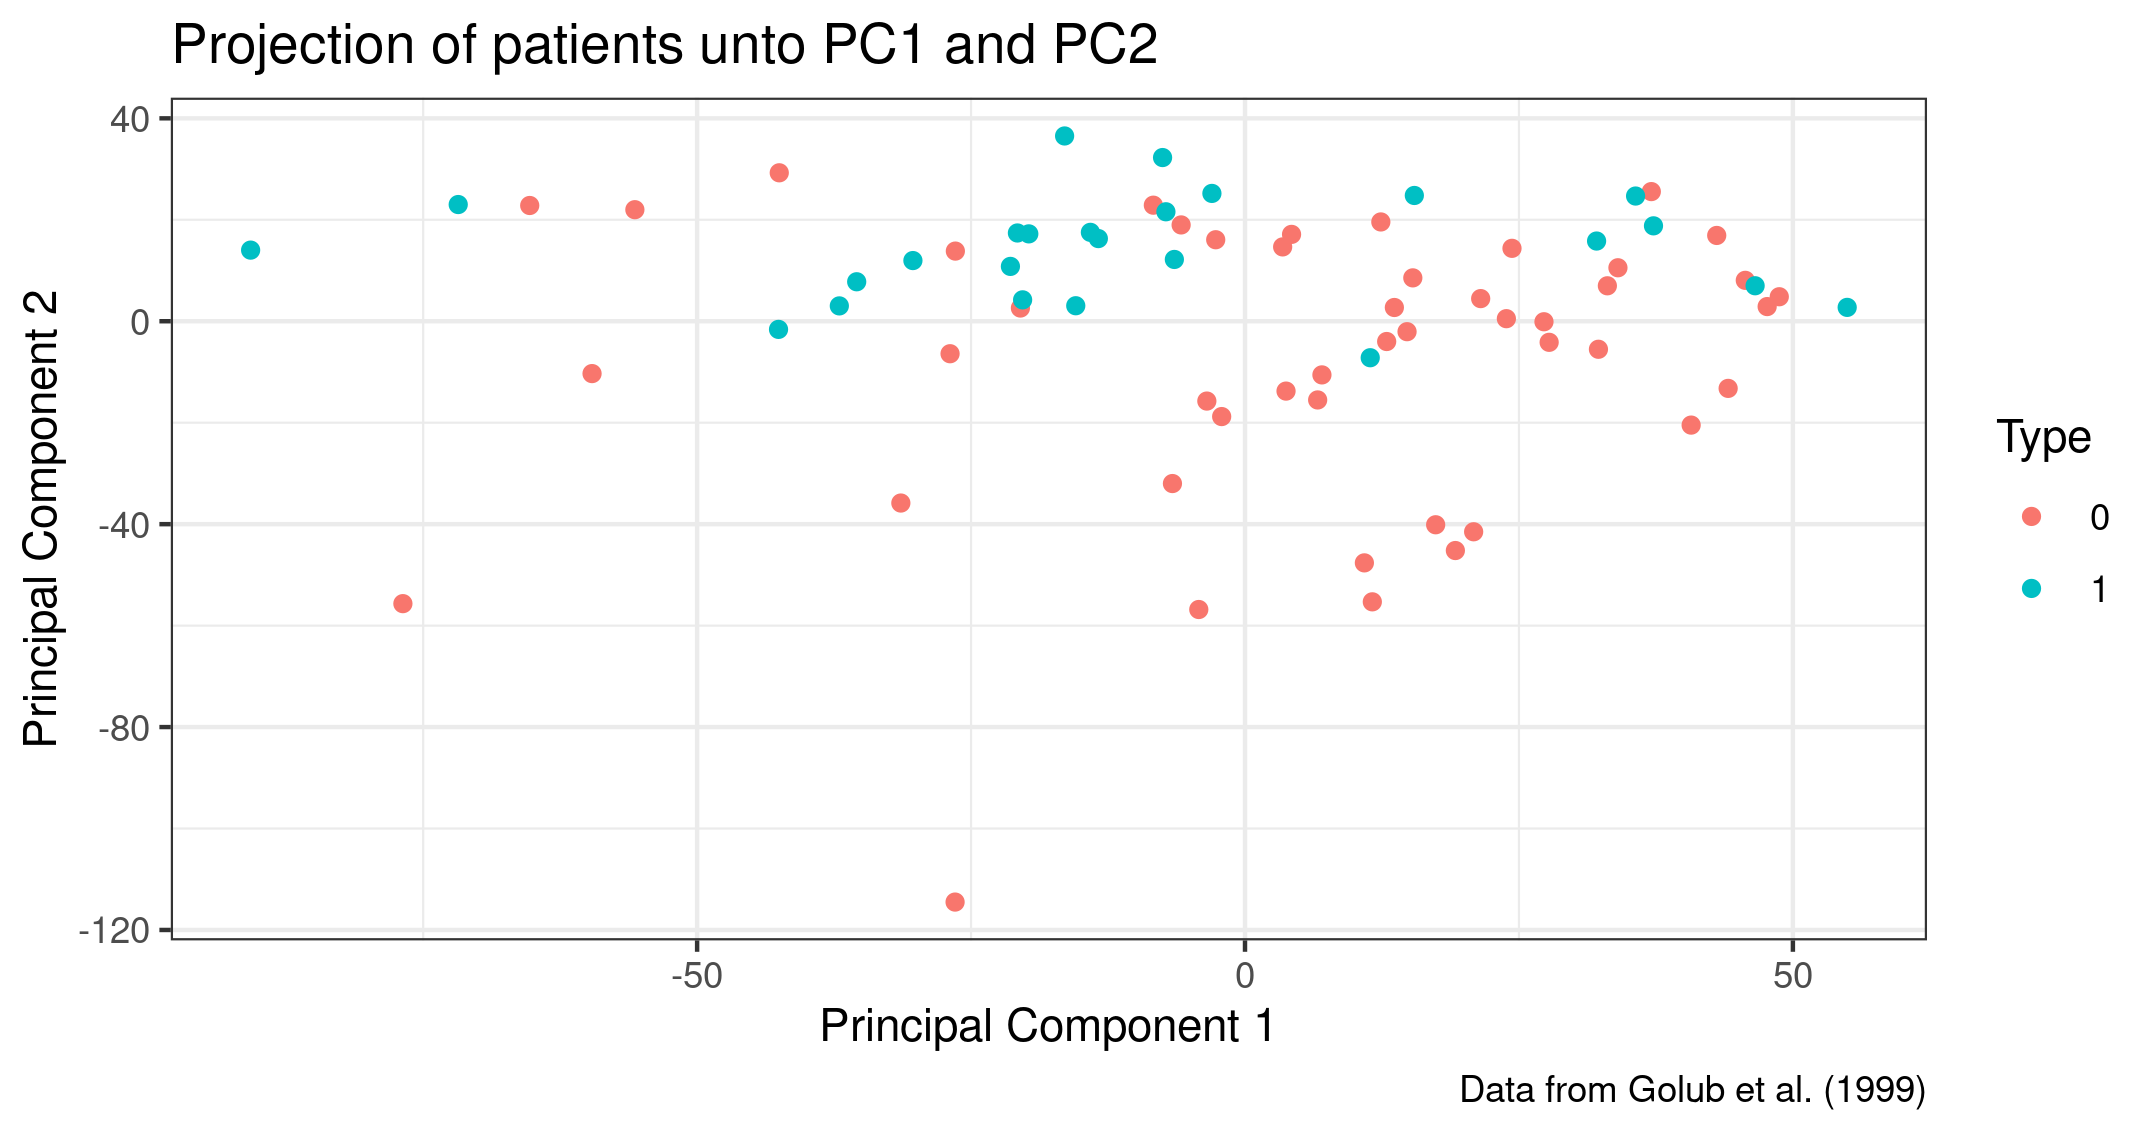 Projection of patients unto PC1 and PC2
40
0
-40
-80
-120
Principal Component 2
-50
0
50
Principal Component 1
Type
0
1
Data from Golub et al. (1999)